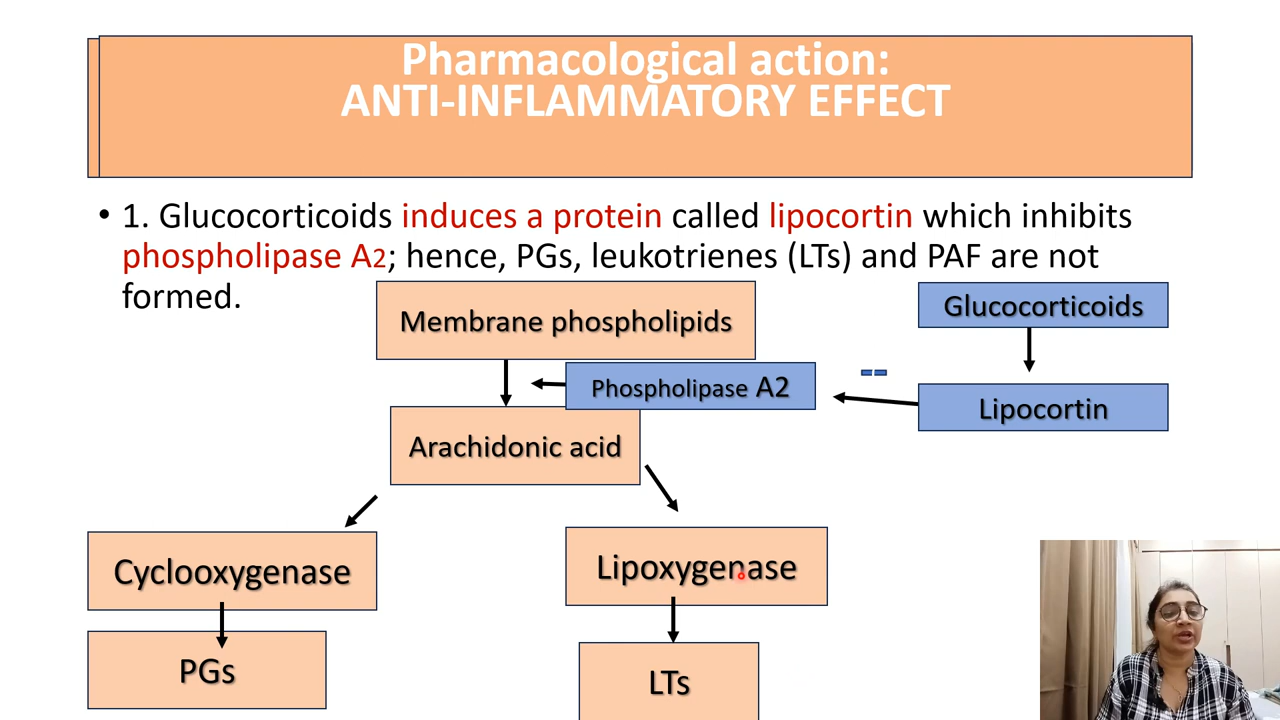 Pharmacological action:
ANTI-INFLAMMATORY EFFECT
• 1. Glucocorticoids induces a protein called lipocortin which inhibits
phospholipase A2; hence, PGs, leukotrienes (LTs) and PAF are not
formed.
Membrane phospholipids
Glucocorticoids
Phospholipase A2
Lipocortin
Arachidonic acid
Cyclooxygenase
Lipoxygenase
PGs
LTs